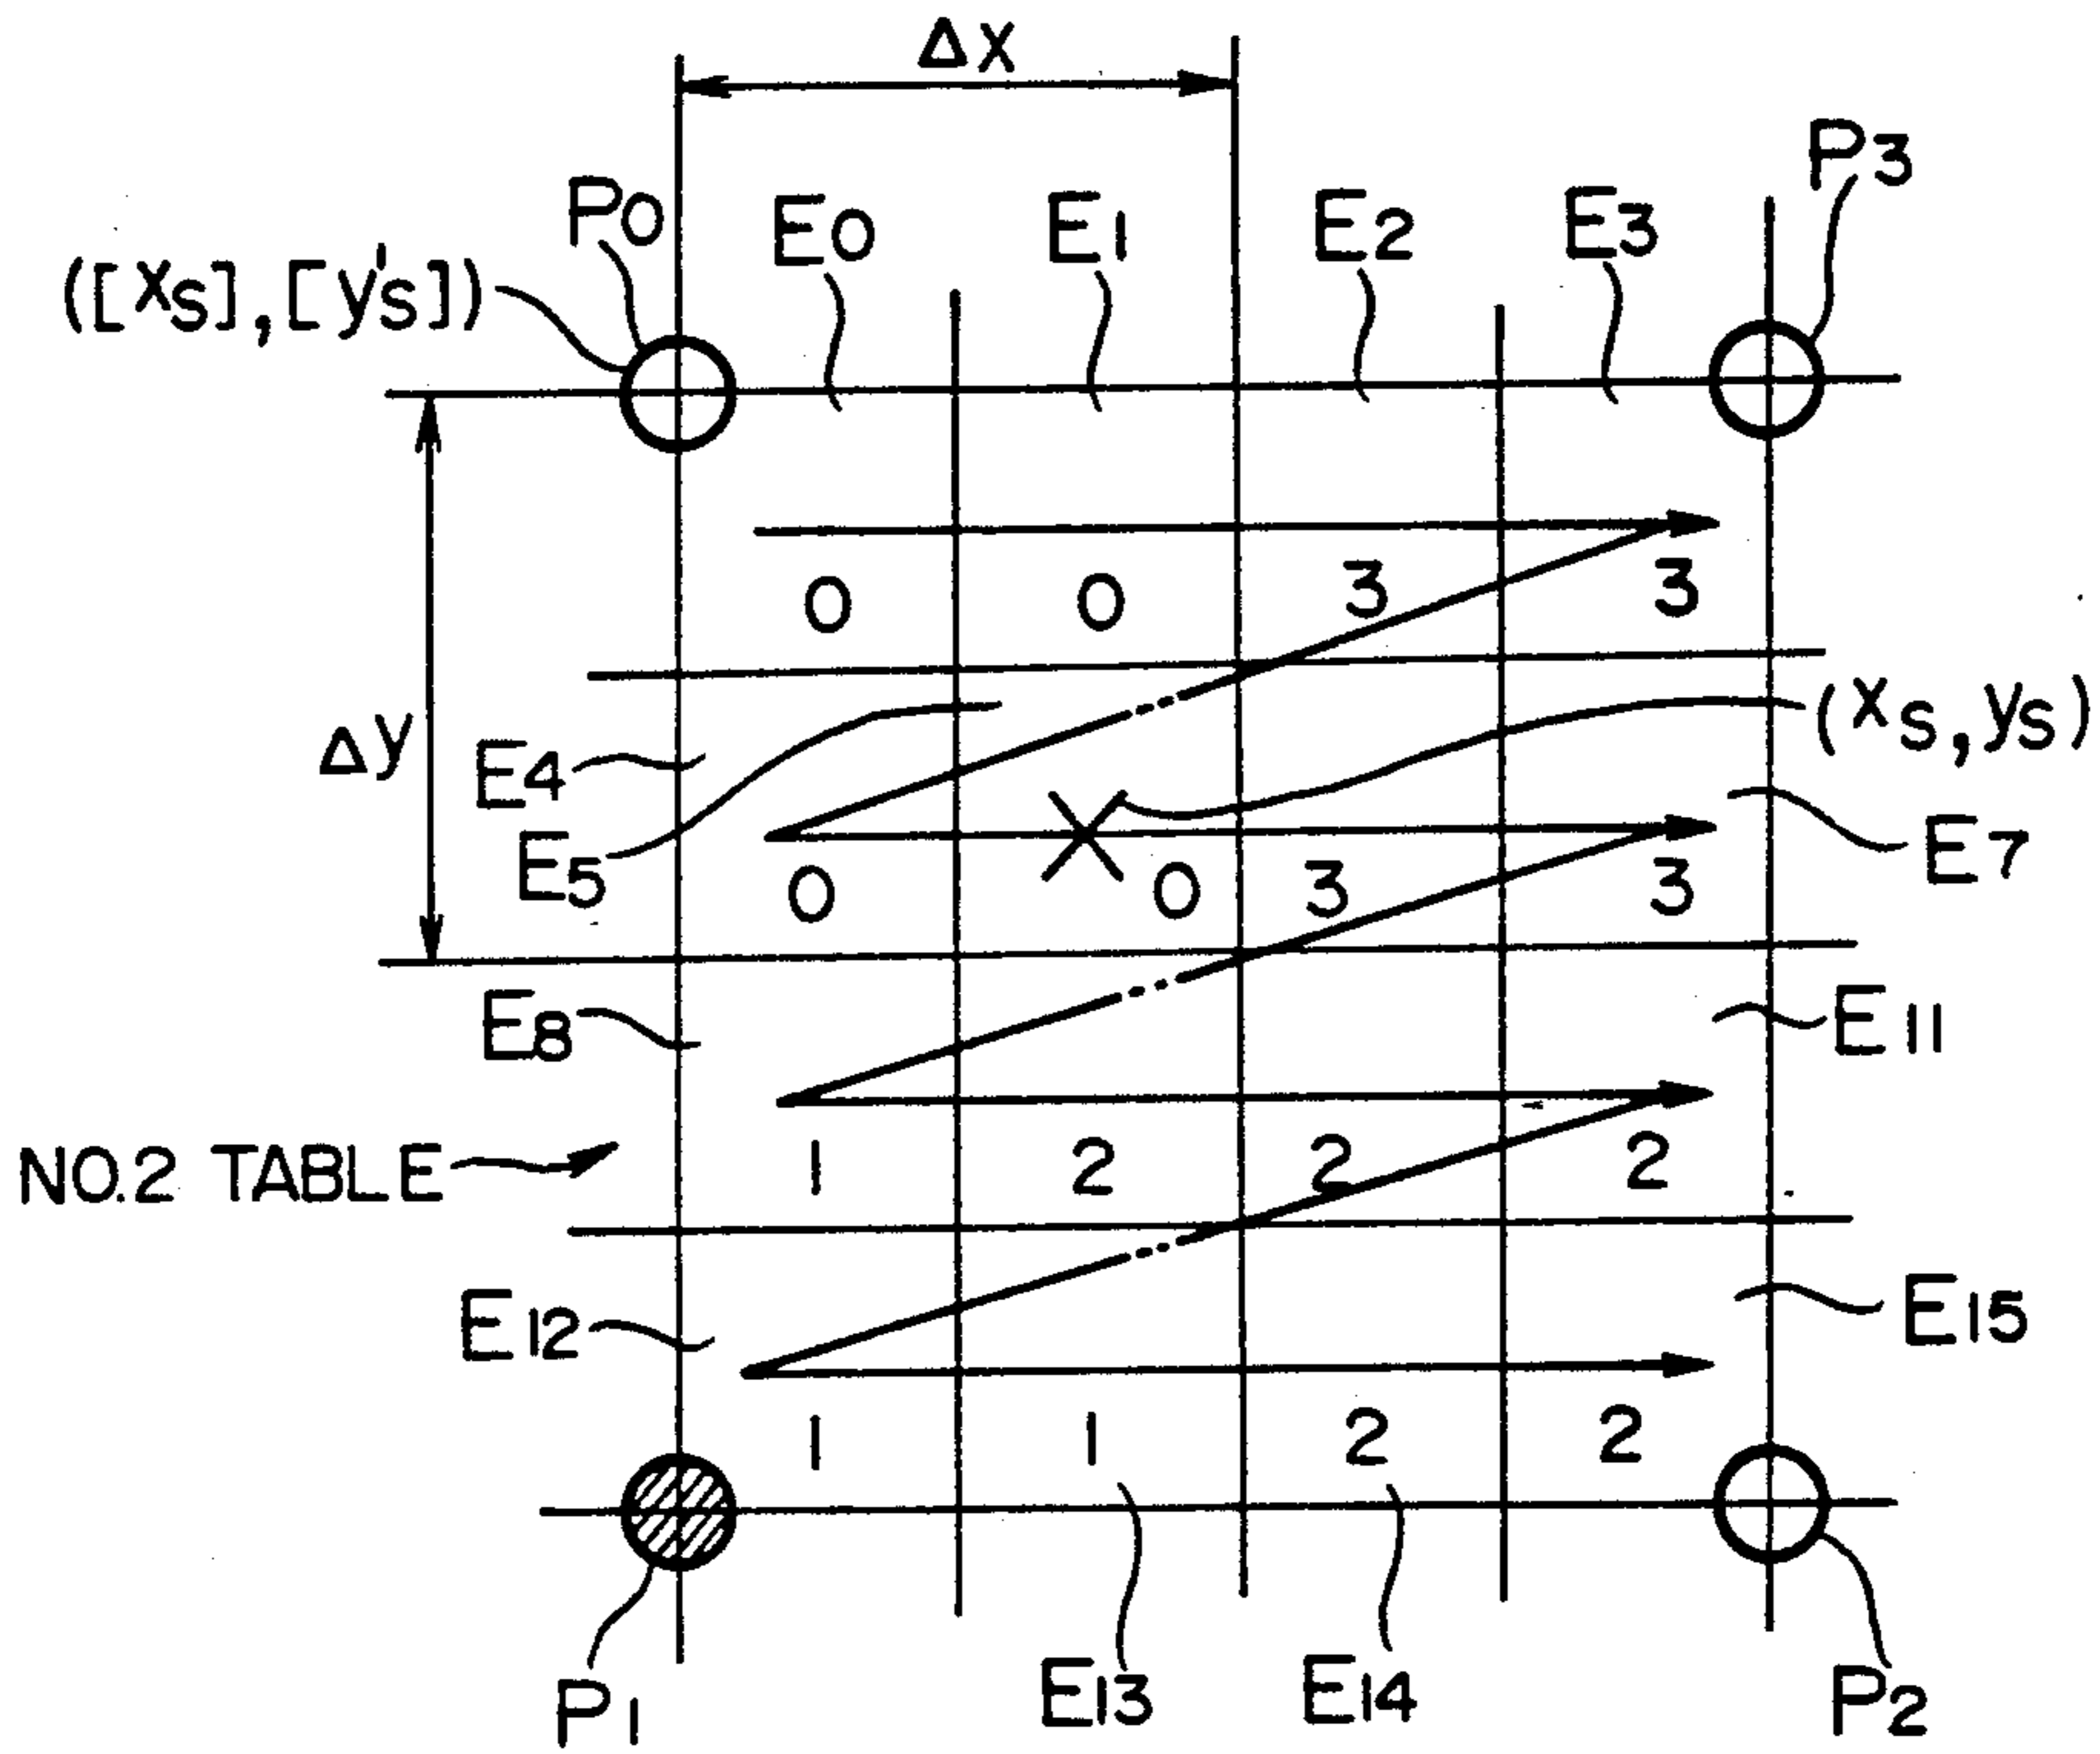 Δx
P3
P0 E0 E1 E2 E3
([xs],[y's])
0 0 3 3
(xs,ys)
Δy
E4
E5
E7
0 0 3 3
E8
E11
NO.2 TABLE
1 2 2 2
E12
E15
1 1 2 2
P1
E13
E14
P2